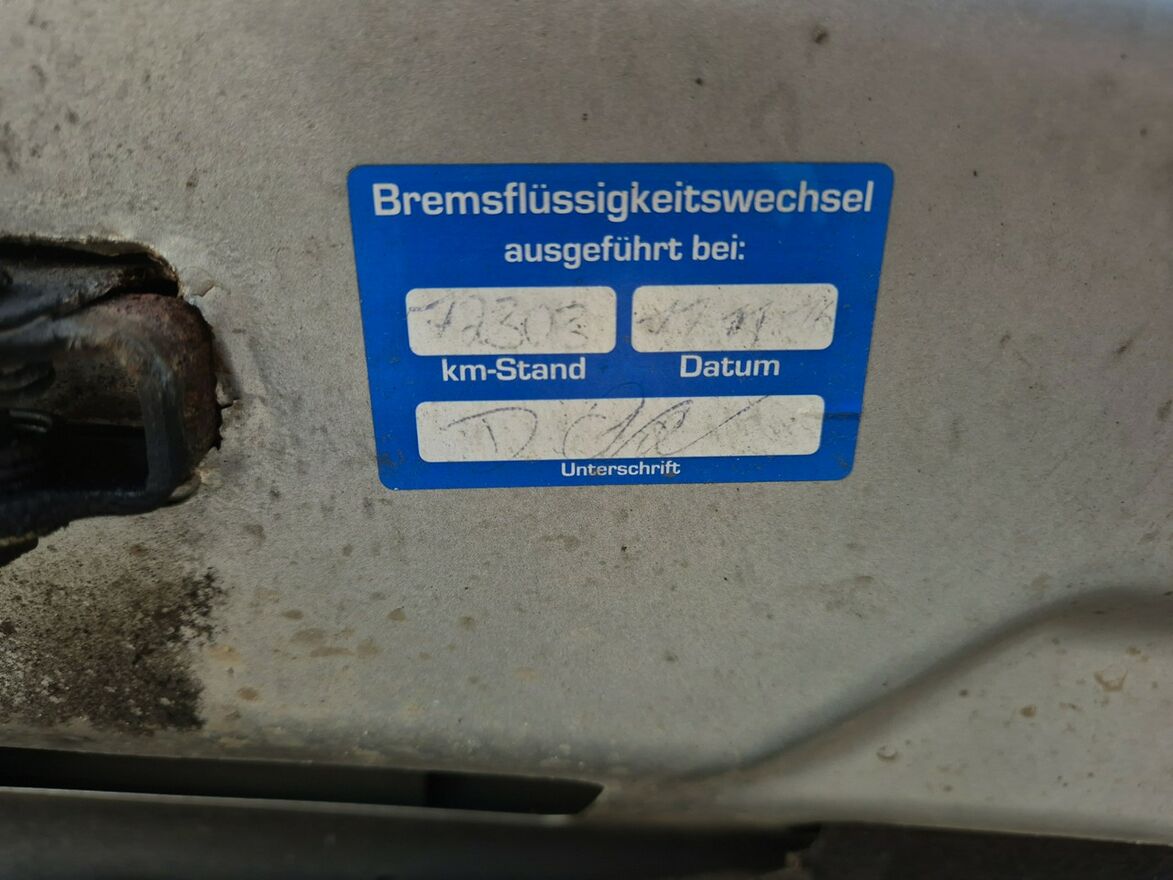 Bremsflüssigkeitswechsel
ausgeführt bei:
72303
km-Stand Datum
Unterschrift